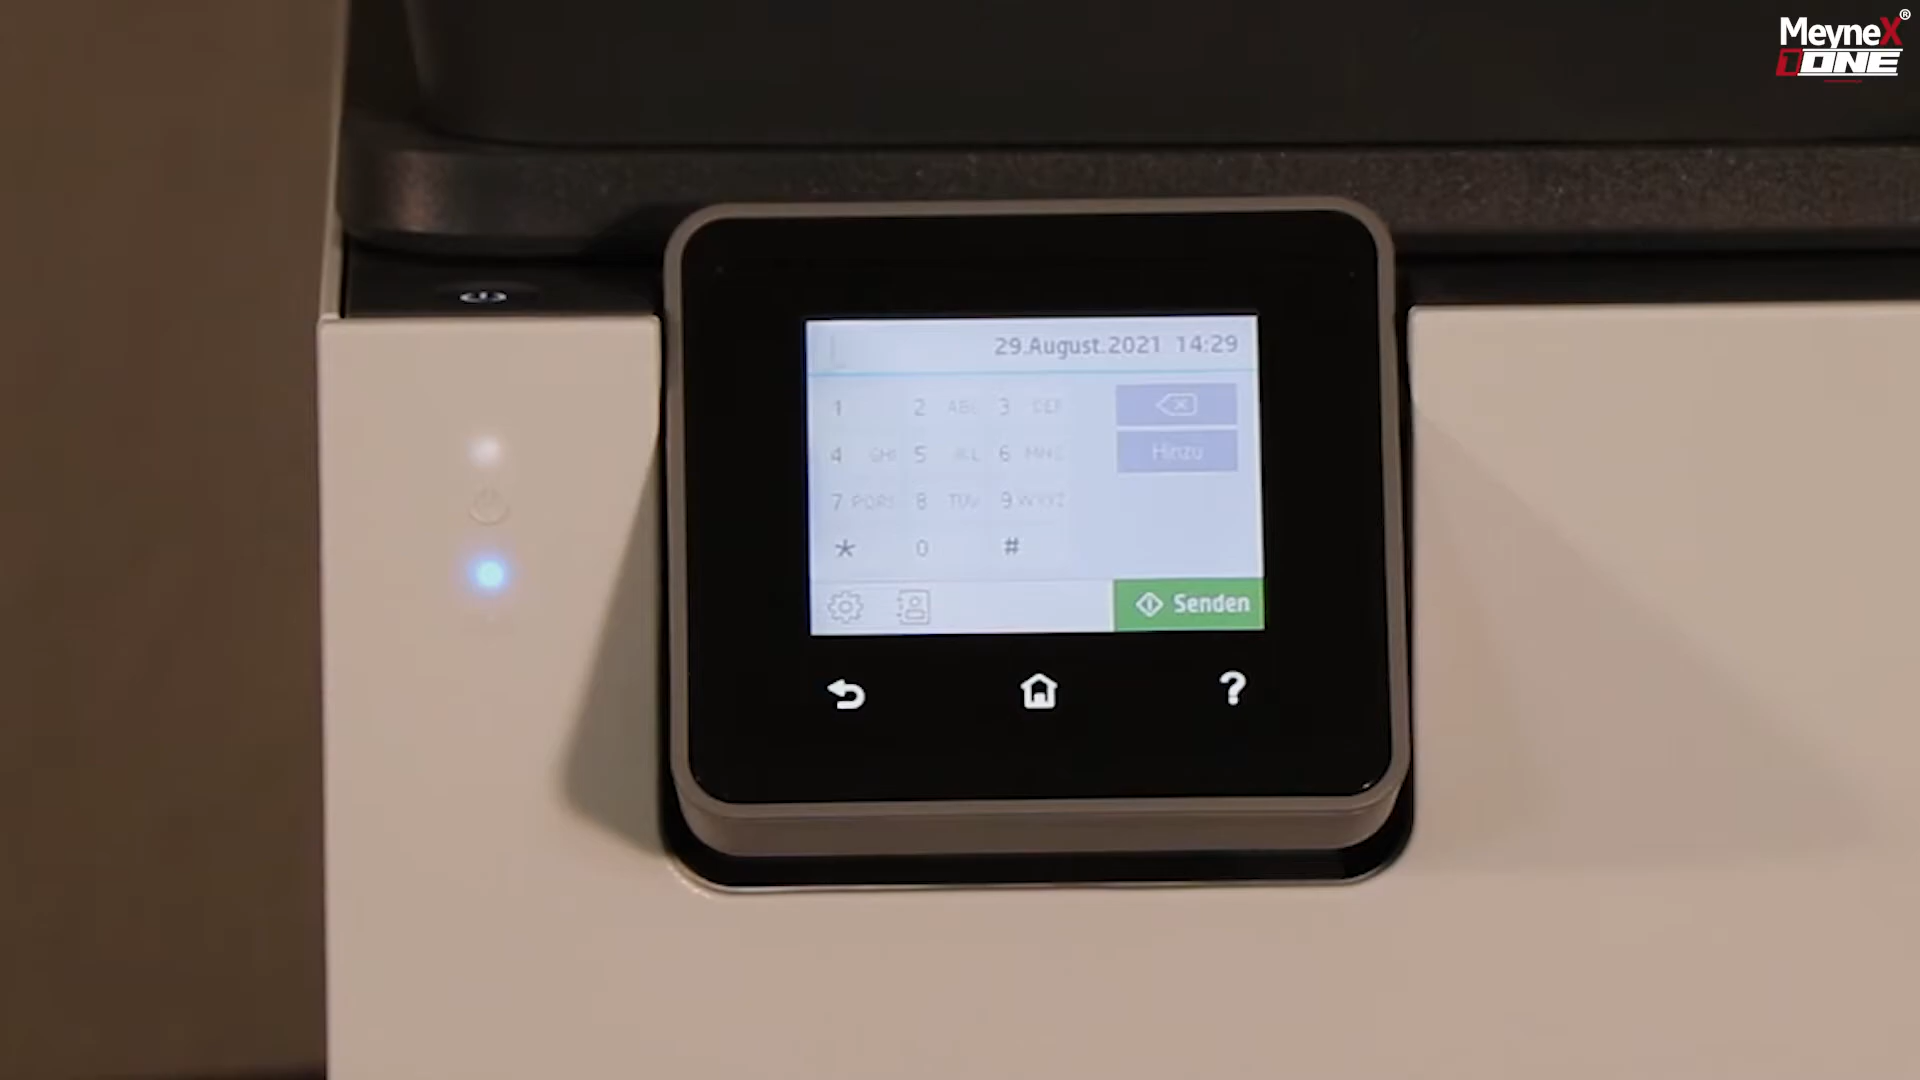 MeyneX®
1ONE
29.August.2021 14:29
1 2 ABC 3 DEF
4 GHI 5 JKL 6 MNO
Hinzu
7 PQRS 8 TUV 9 WXYZ
* 0 #
Senden
?